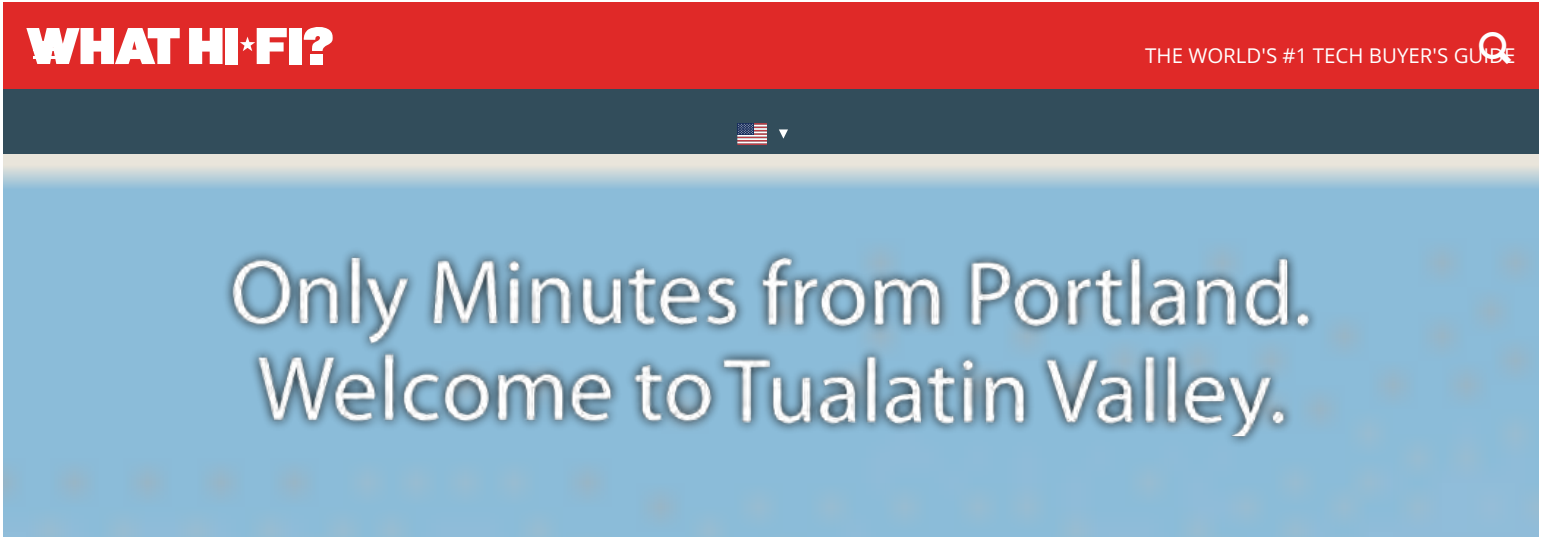 WHAT HI★FI?
THE WORLD'S #1 TECH BUYER'S GUIDE
Only Minutes from Portland.
Welcome to Tualatin Valley.